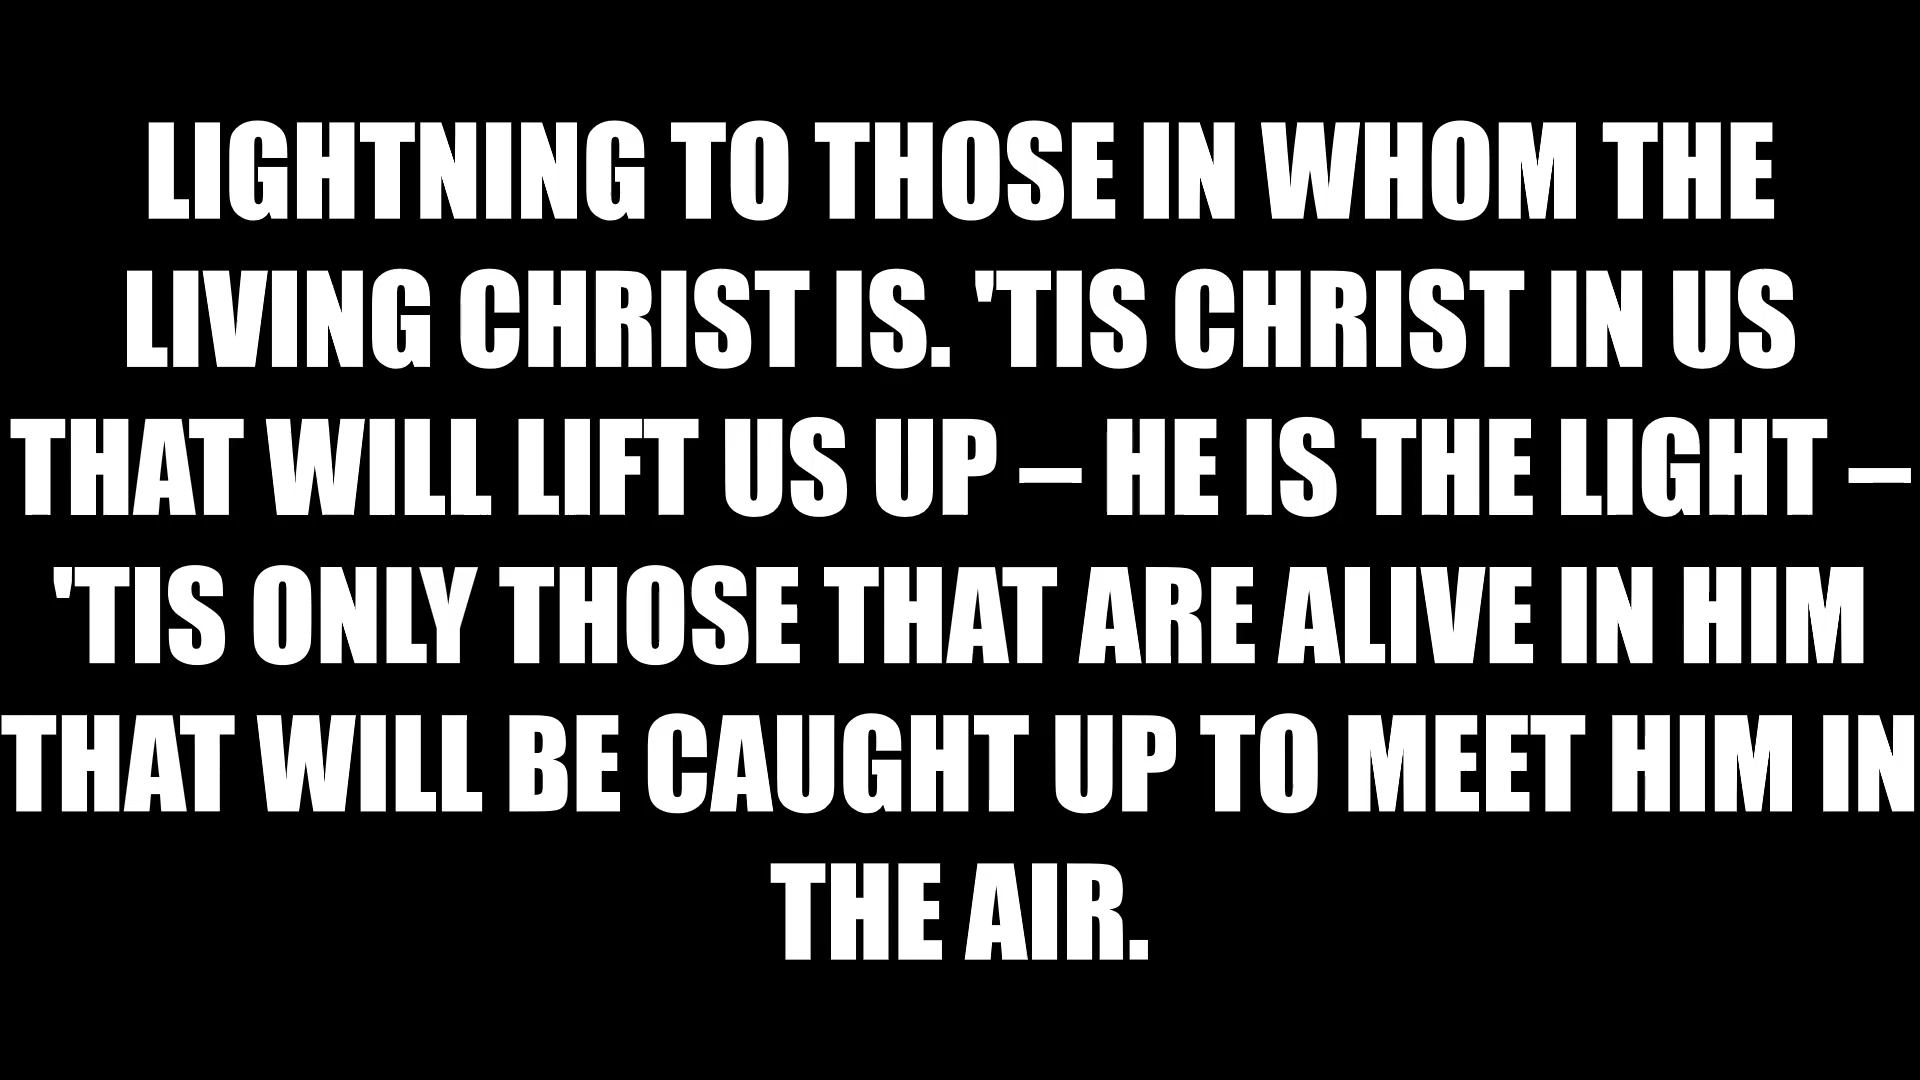 LIGHTNING TO THOSE IN WHOM THE
LIVING CHRIST IS. 'TIS CHRIST IN US
THAT WILL LIFT US UP – HE IS THE LIGHT –
'TIS ONLY THOSE THAT ARE ALIVE IN HIM
THAT WILL BE CAUGHT UP TO MEET HIM IN
THE AIR.